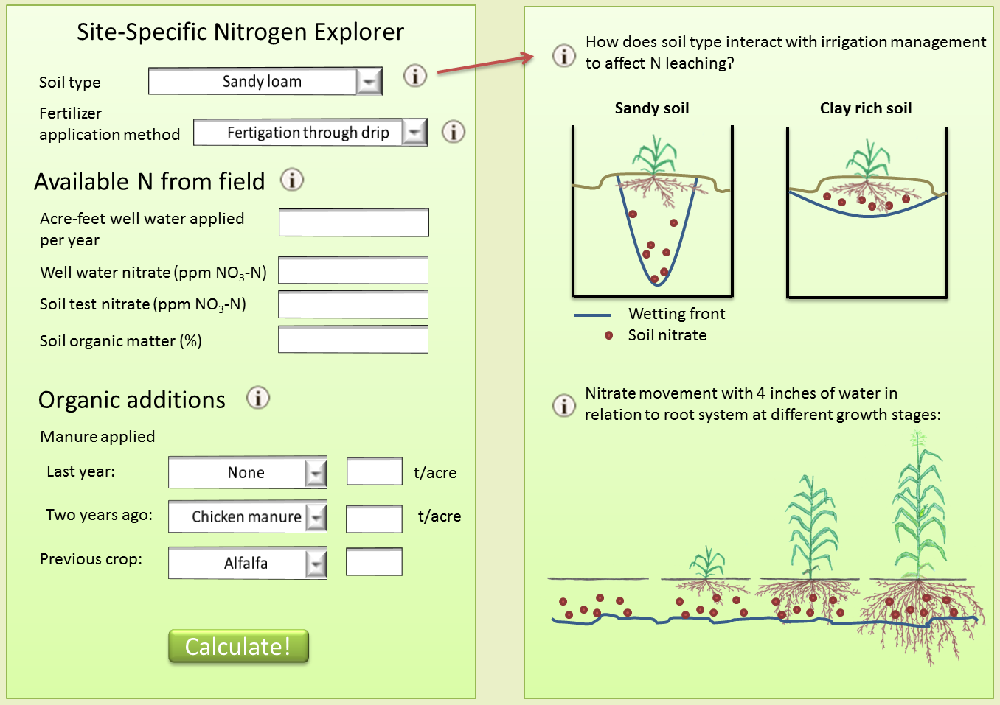 Site-Specific Nitrogen Explorer
Soil type
Sandy loam
i
Fertilizer
application method
Fertigation through drip
i
Available N from field
i
Acre-feet well water applied
per year
Well water nitrate (ppm NO₃-N)
Soil test nitrate (ppm NO₃-N)
Soil organic matter (%)
Organic additions
i
Manure applied
Last year:
None
t/acre
Two years ago:
Chicken manure
t/acre
Previous crop:
Alfalfa
Calculate!
i
How does soil type interact with irrigation management
to affect N leaching?
Sandy soil
Clay rich soil
Wetting front
Soil nitrate
i
Nitrate movement with 4 inches of water in
relation to root system at different growth stages: